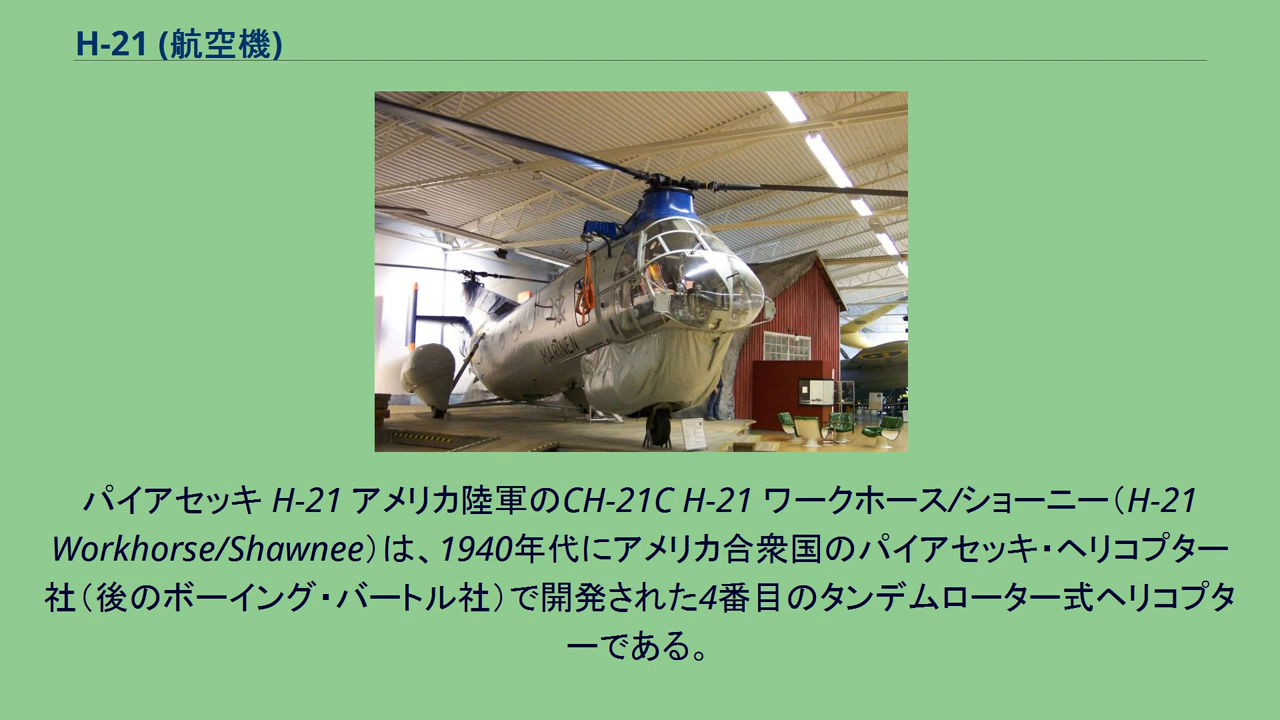 H-21 (航空機)
MARINEN
パイアセッキ H-21 アメリカ陸軍のCH-21C H-21 ワークホース/ショーニー（H-21
Workhorse/Shawnee）は、1940年代にアメリカ合衆国のパイアセッキ・ヘリコプター
社（後のボーイング・バートル社）で開発された4番目のタンデムローター式ヘリコプタ
ーである。